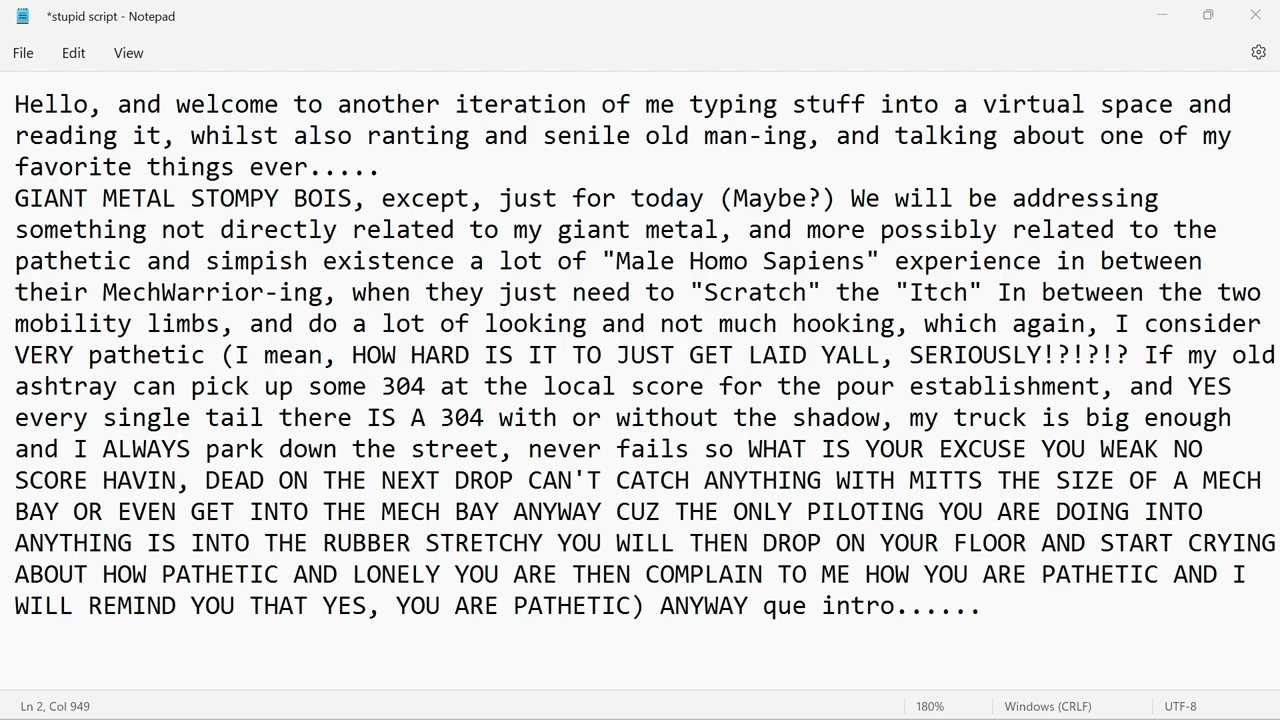 *stupid script - Notepad
File Edit View
Hello, and welcome to another iteration of me typing stuff into a virtual space and
reading it, whilst also ranting and senile old man-ing, and talking about one of my
favorite things ever.....
GIANT METAL STOMPY BOIS, except, just for today (Maybe?) We will be addressing
something not directly related to my giant metal, and more possibly related to the
pathetic and simpish existence a lot of "Male Homo Sapiens" experience in between
their MechWarrior-ing, when they just need to "Scratch" the "Itch" In between the two
mobility limbs, and do a lot of looking and not much hooking, which again, I consider
VERY pathetic (I mean, HOW HARD IS IT TO JUST GET LAID YALL, SERIOUSLY!?!?!? If my old
ashtray can pick up some 304 at the local score for the pour establishment, and YES
every single tail there IS A 304 with or without the shadow, my truck is big enough
and I ALWAYS park down the street, never fails so WHAT IS YOUR EXCUSE YOU WEAK NO
SCORE HAVIN, DEAD ON THE NEXT DROP CAN'T CATCH ANYTHING WITH MITTS THE SIZE OF A MECH
BAY OR EVEN GET INTO THE MECH BAY ANYWAY CUZ THE ONLY PILOTING YOU ARE DOING INTO
ANYTHING IS INTO THE RUBBER STRETCHY YOU WILL THEN DROP ON YOUR FLOOR AND START CRYING
ABOUT HOW PATHETIC AND LONELY YOU ARE THEN COMPLAIN TO ME HOW YOU ARE PATHETIC AND I
WILL REMIND YOU THAT YES, YOU ARE PATHETIC) ANYWAY que intro......
Ln 2, Col 949 180% Windows (CRLF) UTF-8